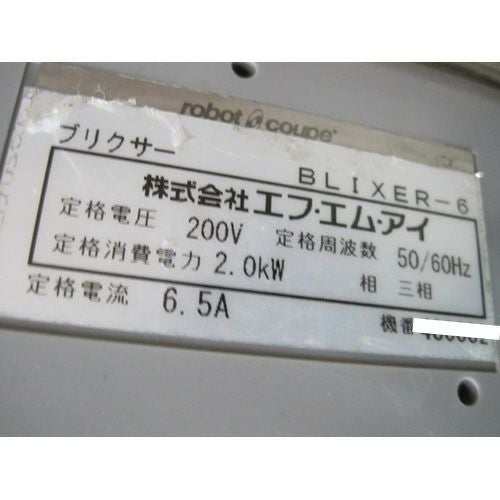 robot coupe
ブリクサー BLIXER-6
株式会社エフ・エム・アイ
定格電圧 200V 定格周波数 50/60Hz
定格消費電力 2.0kW 相 三相
定格電流 6.5A 機番